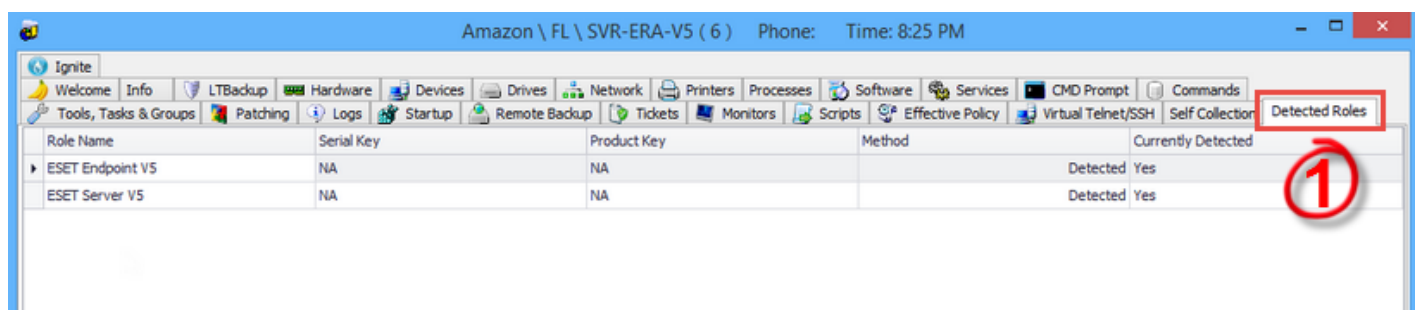 Amazon \ FL \ SVR-ERA-V5 ( 6 ) Phone: Time: 8:25 PM
Ignite
Welcome Info LTBackup Hardware Devices Drives Network Printers Processes Software Services CMD Prompt Commands
Tools, Tasks & Groups Patching Logs Startup Remote Backup Tickets Monitors Scripts Effective Policy Virtual Telnet/SSH Self Collection Detected Roles
Role Name Serial Key Product Key Method Currently Detected
ESET Endpoint V5 NA NA Detected Yes
ESET Server V5 NA NA Detected Yes
1